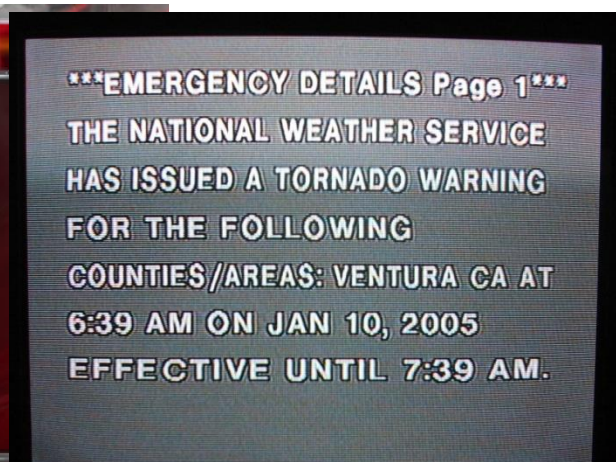 ***EMERGENCY DETAILS Page 1***
THE NATIONAL WEATHER SERVICE
HAS ISSUED A TORNADO WARNING
FOR THE FOLLOWING
COUNTIES/AREAS: VENTURA CA AT
6:39 AM ON JAN 10, 2005
EFFECTIVE UNTIL 7:39 AM.